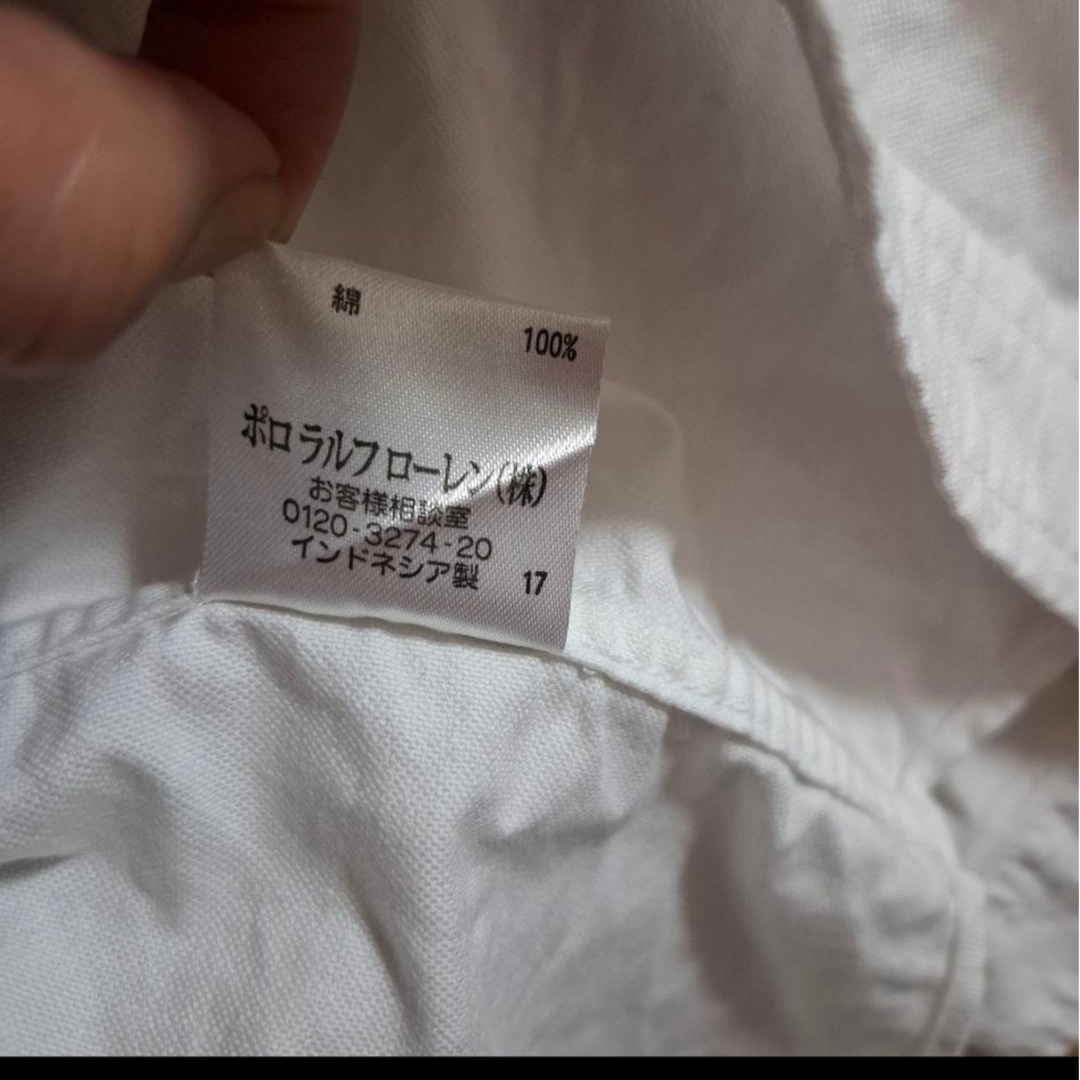 綿
100%
ポロ ラルフ ローレン(株)
お客様相談室
0120-3274-20
インドネシア製 17